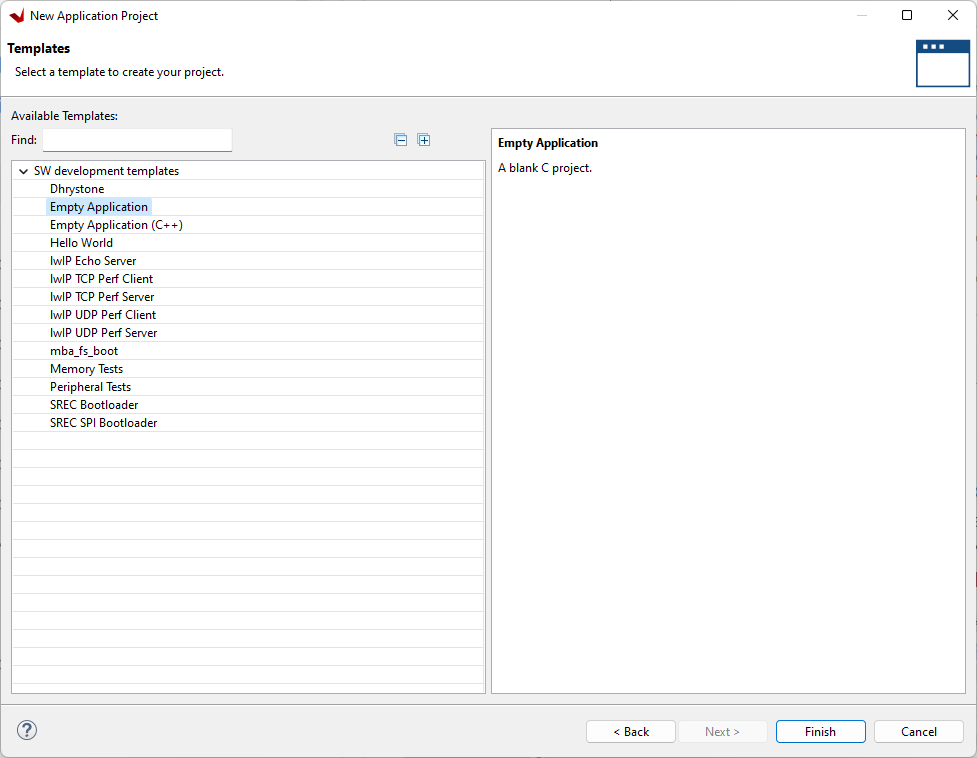 New Application Project
Templates
Select a template to create your project.
Available Templates:
Find:
SW development templates
Dhrystone
Empty Application
Empty Application (C++)
Hello World
lwIP Echo Server
lwIP TCP Perf Client
lwIP TCP Perf Server
lwIP UDP Perf Client
lwIP UDP Perf Server
mba_fs_boot
Memory Tests
Peripheral Tests
SREC Bootloader
SREC SPI Bootloader
Empty Application
A blank C project.
?
< Back
Next >
Finish
Cancel